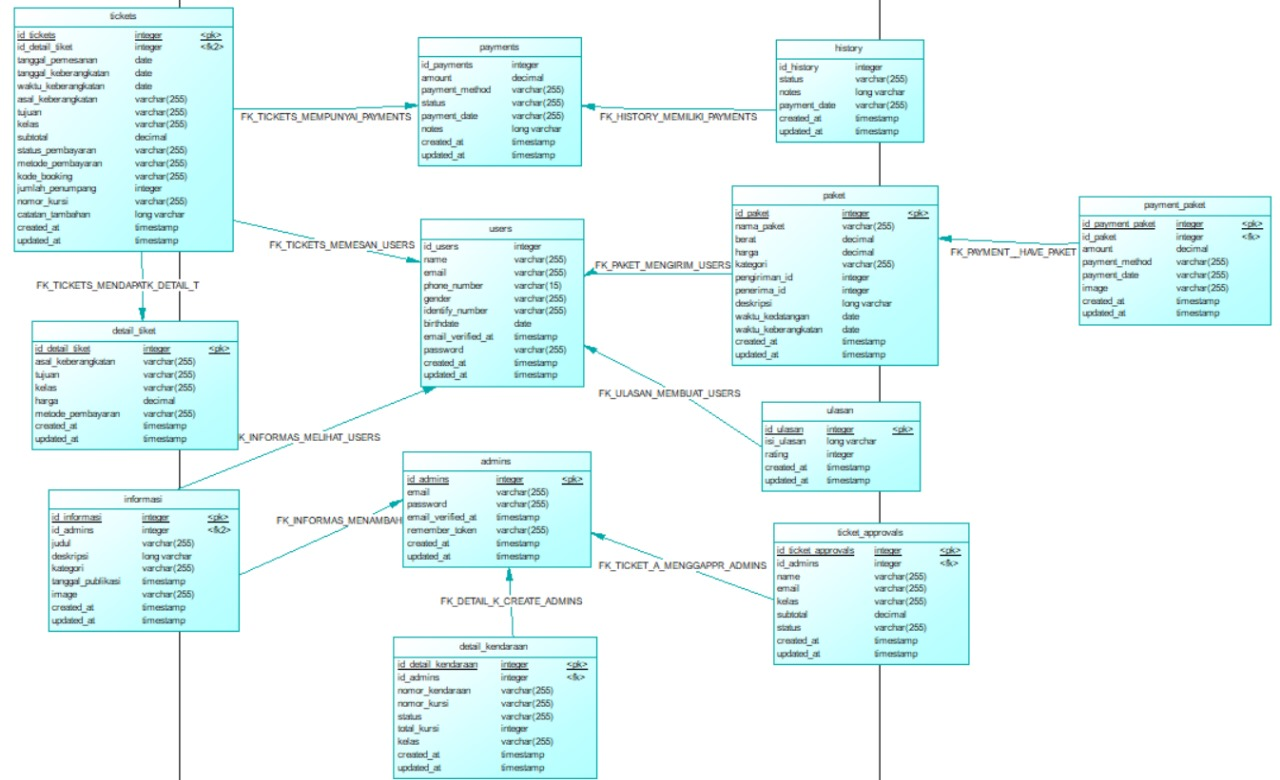 tickets
id_tickets integer <pk>
id_detail_tiket integer <fk2>
tanggal_pemesanan date
tanggal_keberangkatan date
waktu_keberangkatan date
asal_keberangkatan varchar(255)
tujuan varchar(255)
kelas varchar(255)
subtotal decimal
status_pembayaran varchar(255)
metode_pembayaran varchar(255)
kode_booking varchar(255)
jumlah_penumpang integer
nomor_kursi varchar(255)
catatan_tambahan long varchar
created_at timestamp
updated_at timestamp
FK_TICKETS_MEMPUNYAI_PAYMENTS
payments
id_payments integer
amount decimal
payment_method varchar(255)
status varchar(255)
payment_date varchar(255)
notes long varchar
created_at timestamp
updated_at timestamp
FK_HISTORY_MEMILIKI_PAYMENTS
history
id_history integer
status varchar(255)
notes long varchar
payment_date varchar(255)
created_at timestamp
updated_at timestamp
FK_TICKETS_MEMESAN_USERS
users
id_users integer
name varchar(255)
email varchar(255)
phone_number varchar(15)
gender varchar(255)
identify_number varchar(255)
birthdate date
email_verified_at timestamp
password varchar(255)
created_at timestamp
updated_at timestamp
FK_PAKET_MENGIRIM_USERS
paket
id_paket integer <pk>
nama_paket varchar(255)
berat decimal
harga decimal
kategori varchar(255)
pengiriman_id integer
penerima_id integer
deskripsi long varchar
waktu_kedatangan date
waktu_keberangkatan date
created_at timestamp
updated_at timestamp
FK_PAYMENT__HAVE_PAKET
payment_paket
id_payment_paket integer <pk>
id_paket integer <fk>
amount decimal
payment_method varchar(255)
payment_date varchar(255)
image varchar(255)
created_at timestamp
updated_at timestamp
FK_TICKETS_MENDAPATK_DETAIL_T
detail_tiket
id_detail_tiket integer <pk>
asal_keberangkatan varchar(255)
tujuan varchar(255)
kelas varchar(255)
harga decimal
metode_pembayaran varchar(255)
created_at timestamp
updated_at timestamp
K_INFORMAS_MELIHAT_USERS
FK_ULASAN_MEMBUAT_USERS
ulasan
id_ulasan integer <pk>
isi_ulasan long varchar
rating integer
created_at timestamp
updated_at timestamp
informasi
id_informasi integer <pk>
id_admins integer <fk2>
judul varchar(255)
deskripsi long varchar
kategori varchar(255)
tanggal_publikasi timestamp
image varchar(255)
created_at timestamp
updated_at timestamp
FK_INFORMAS_MENAMBAH
admins
id_admins integer <pk>
email varchar(255)
password varchar(255)
email_verified_at timestamp
remember_token varchar(255)
created_at timestamp
updated_at timestamp
FK_TICKET_A_MENGGAPPR_ADMINS
ticket_approvals
id_ticket_approvals integer <pk>
id_admins integer <fk>
name varchar(255)
email varchar(255)
kelas varchar(255)
subtotal decimal
status varchar(255)
created_at timestamp
updated_at timestamp
FK_DETAIL_K_CREATE_ADMINS
detail_kendaraan
id_detail_kendaraan integer <pk>
id_admins integer <fk>
nomor_kendaraan varchar(255)
nomor_kursi varchar(255)
status varchar(255)
total_kursi integer
kelas varchar(255)
created_at timestamp
updated_at timestamp